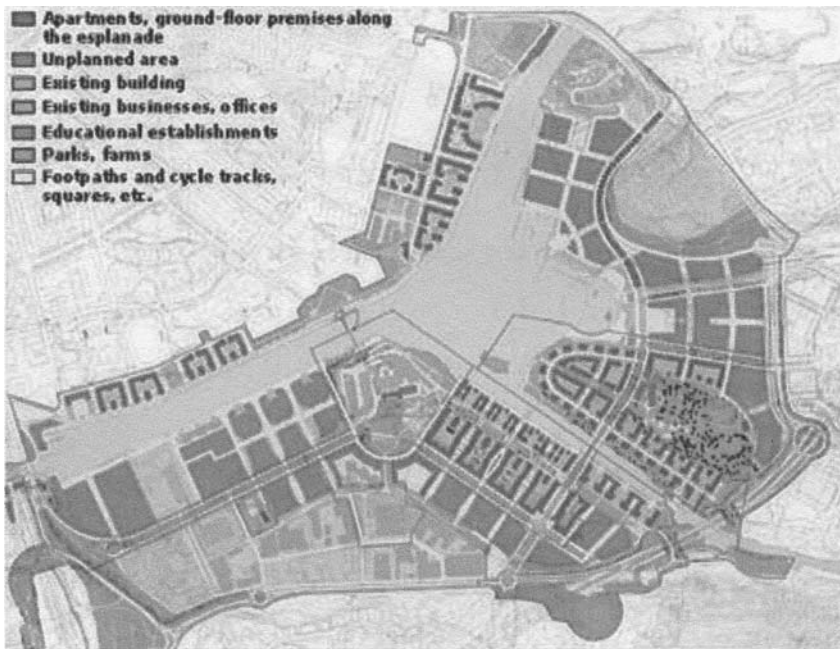 Apartments, ground-floor premises along
the esplanade
Unplanned area
Existing building
Existing businesses, offices
Educational establishments
Parks, farms
Footpaths and cycle tracks,
squares, etc.